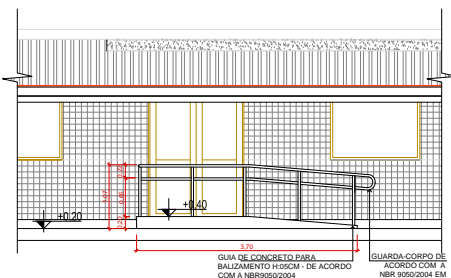 +0.20
+0.40
3,70
GUIA DE CONCRETO PARA
BALIZAMENTO H:05CM - DE ACORDO
COM A NBR9050/2004
GUARDA-CORPO DE
ACORDO COM A
NBR 9050/2004 EM